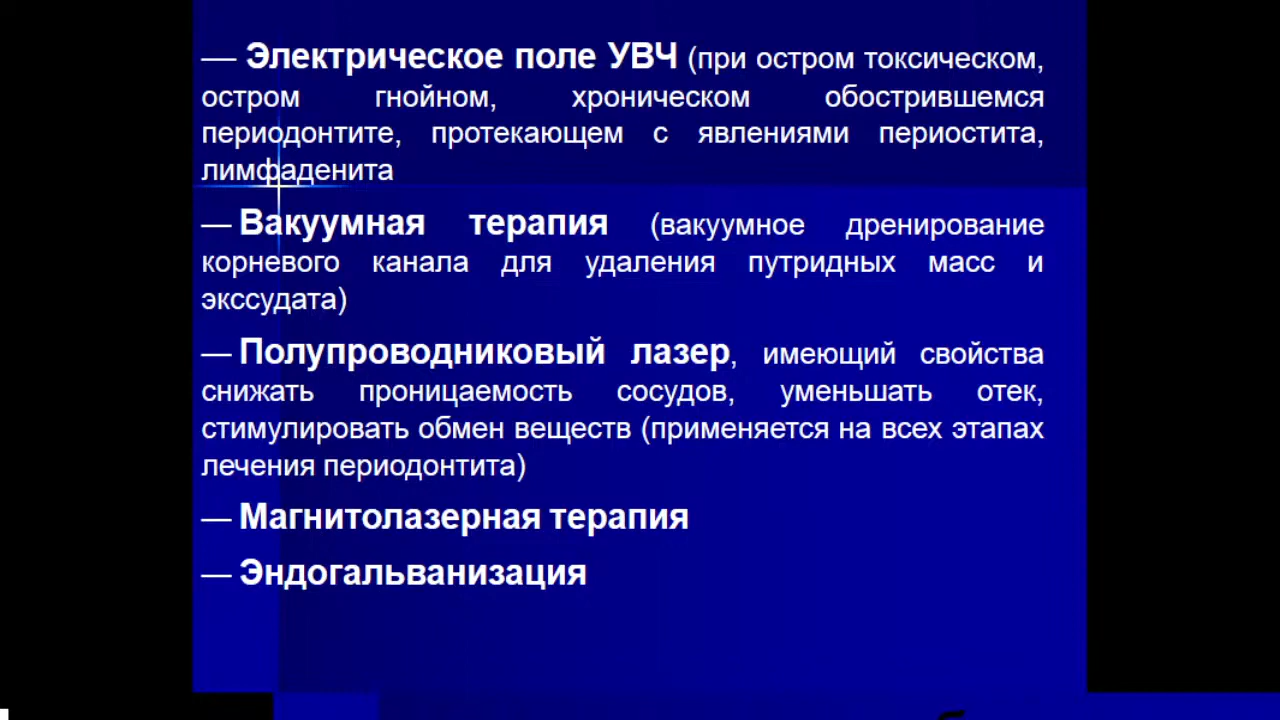 — Электрическое поле УВЧ (при остром токсическом,
остром гнойном, хроническом обострившемся
периодонтите, протекающем с явлениями периостита,
лимфаденита
— Вакуумная терапия (вакуумное дренирование
корневого канала для удаления путридных масс и
экссудата)
— Полупроводниковый лазер, имеющий свойства
снижать проницаемость сосудов, уменьшать отек,
стимулировать обмен веществ (применяется на всех этапах
лечения периодонтита)
— Магнитолазерная терапия
— Эндогальванизация